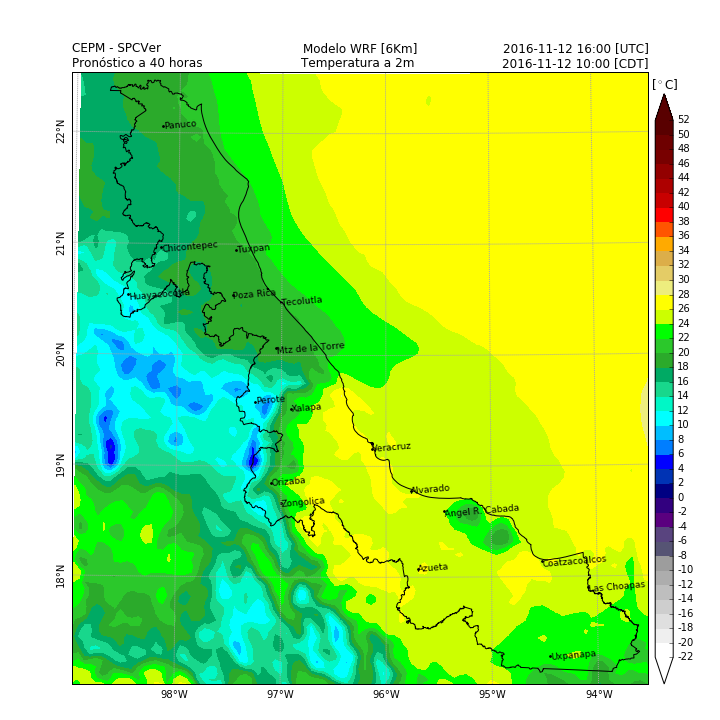 CEPM - SPCVer
Modelo WRF [6Km]
2016-11-12 16:00 [UTC]
Pronóstico a 40 horas
Temperatura a 2m
2016-11-12 10:00 [CDT]
[°C]
52
50
48
46
44
42
40
38
36
34
32
30
28
26
24
22
20
18
16
14
12
10
8
6
4
2
0
-2
-4
-6
-8
-10
-12
-14
-16
-18
-20
-22
22°N
21°N
20°N
19°N
18°N
Panuco
Chicontepec
Tuxpan
Huayacocotla
Poza Rica
Tecolutla
Mtz de la Torre
Perote
Xalapa
Veracruz
Orizaba
Zongolica
Alvarado
Angel R. Cabada
Azueta
Coatzacoalcos
Las Choapas
Uxpanapa
98°W
97°W
96°W
95°W
94°W